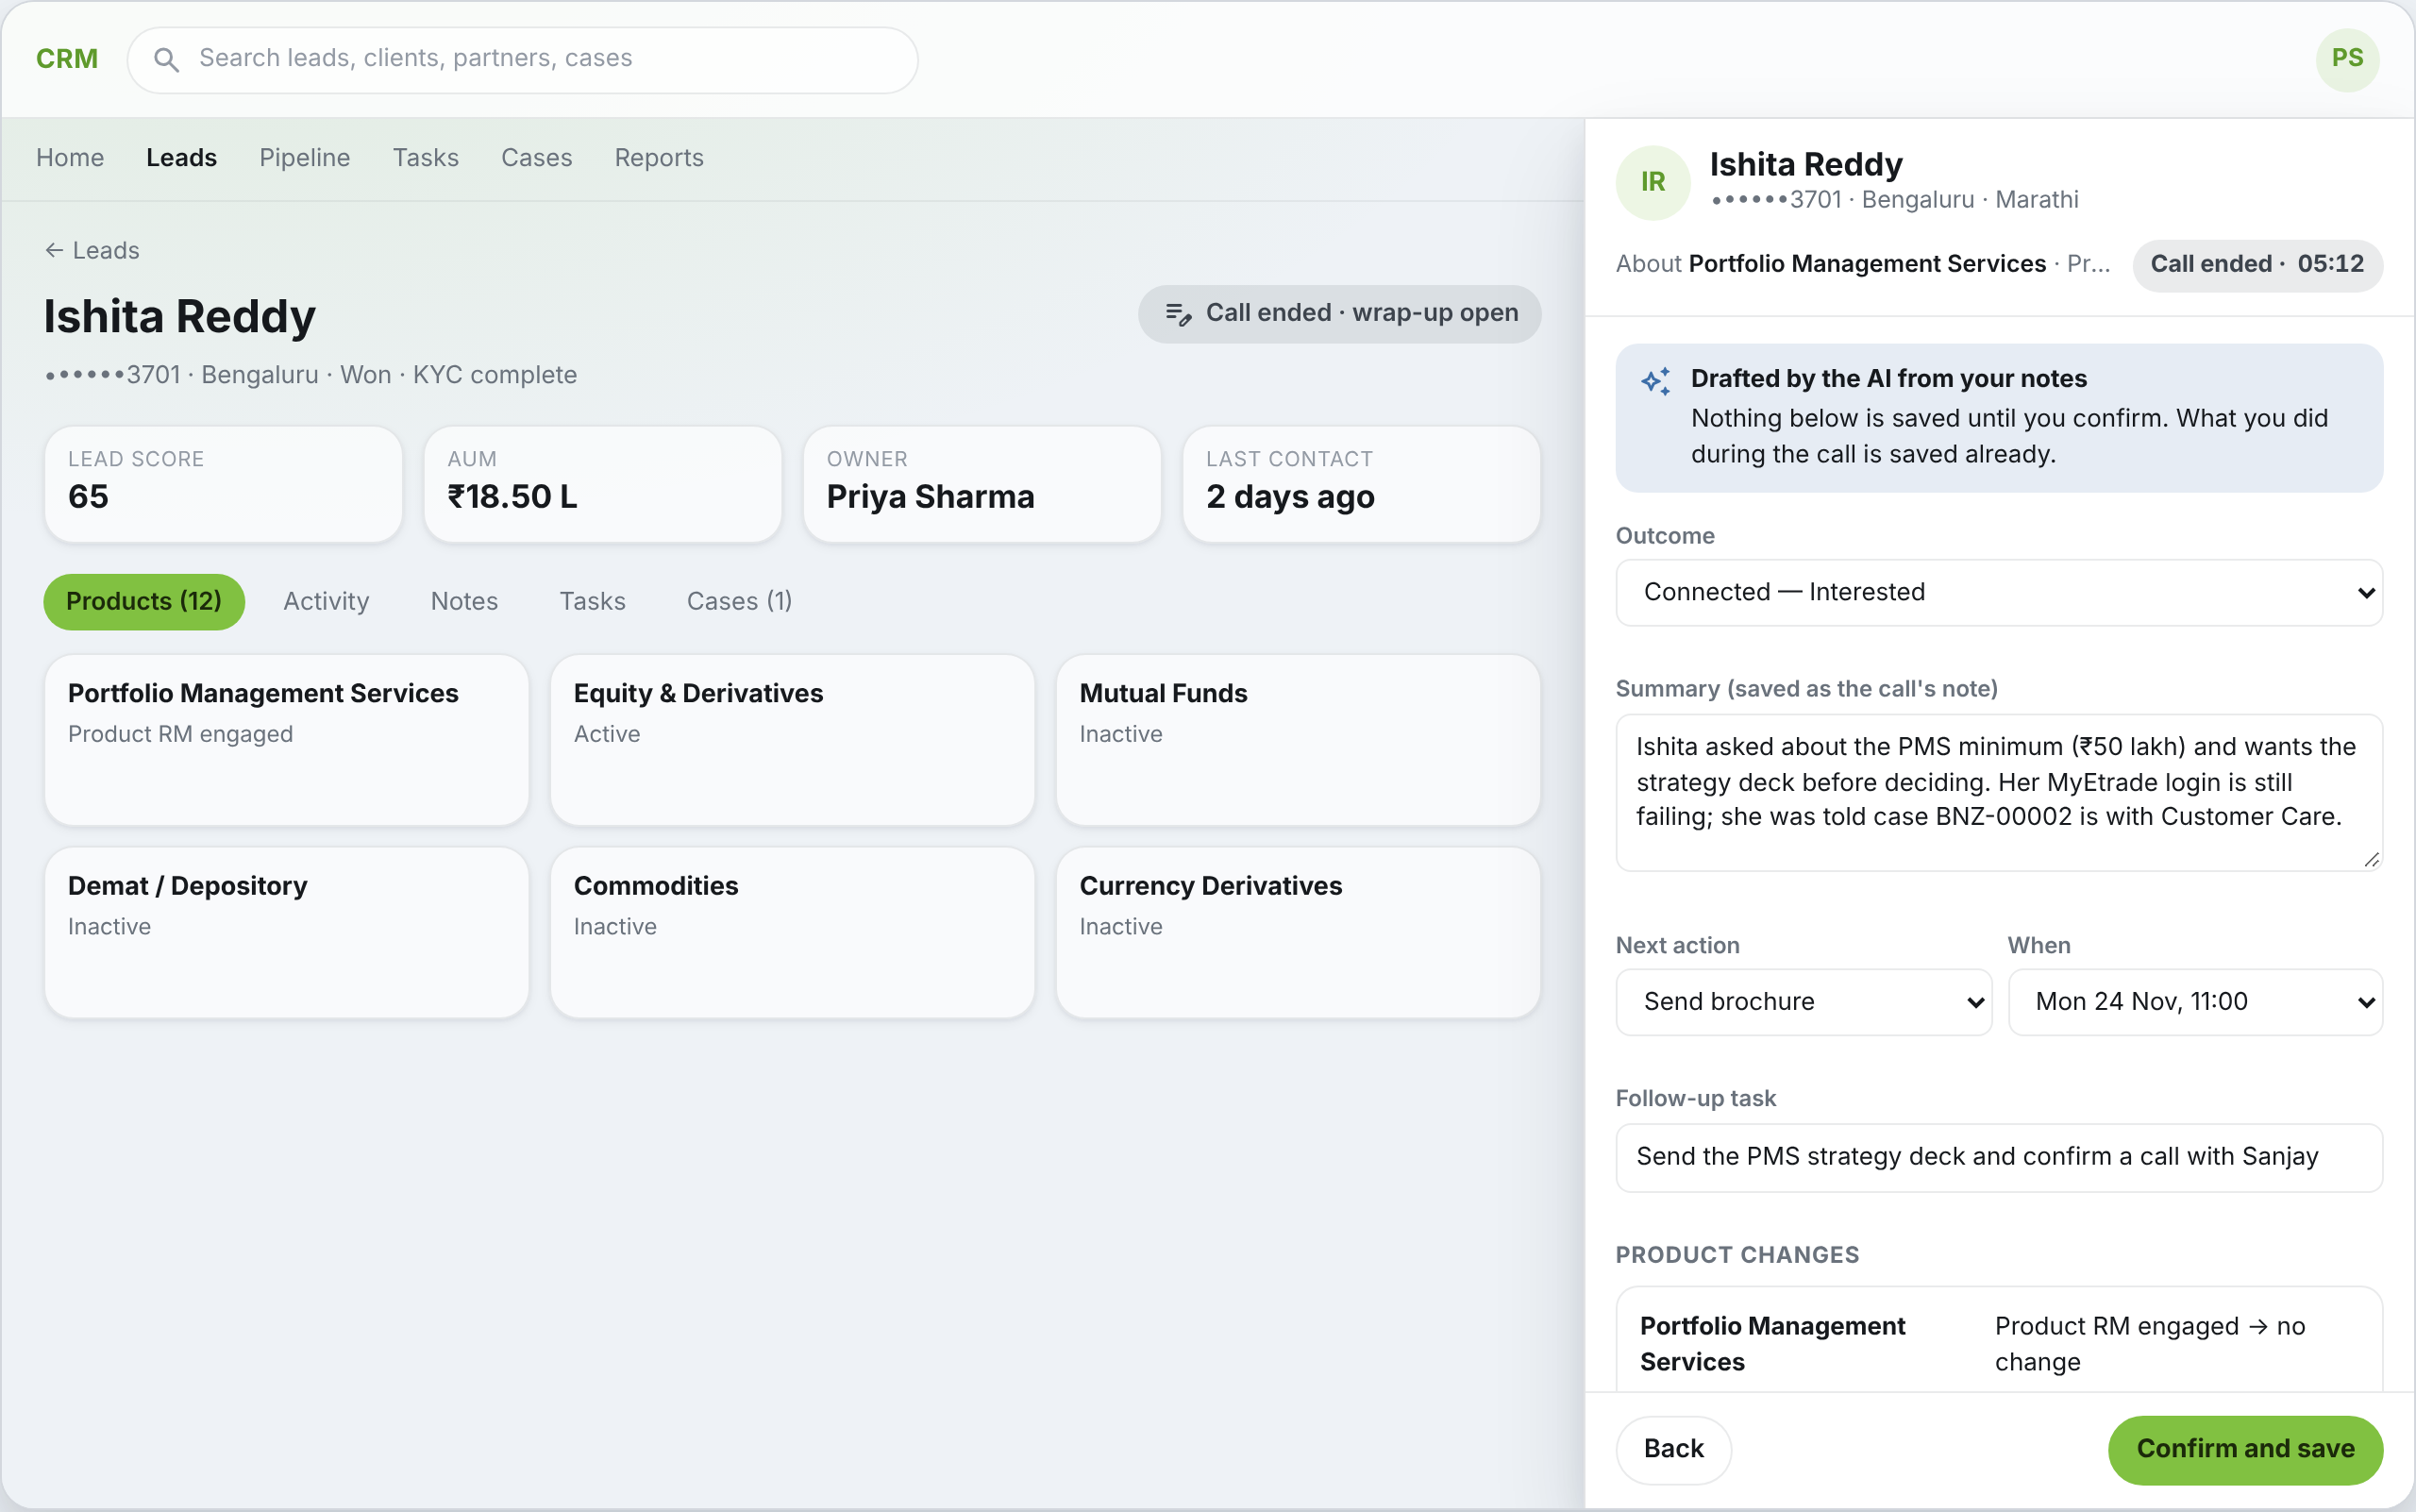 CRM
Search leads, clients, partners, cases
PS
Home Leads Pipeline Tasks Cases Reports
← Leads
Ishita Reddy
Call ended · wrap-up open
••••••3701 · Bengaluru · Won · KYC complete
LEAD SCORE
65
AUM
₹18.50 L
OWNER
Priya Sharma
LAST CONTACT
2 days ago
Products (12) Activity Notes Tasks Cases (1)
Portfolio Management Services
Product RM engaged
Equity & Derivatives
Active
Mutual Funds
Inactive
Demat / Depository
Inactive
Commodities
Inactive
Currency Derivatives
Inactive
IR
Ishita Reddy
••••••3701 · Bengaluru · Marathi
About Portfolio Management Services · Pr...
Call ended · 05:12
Drafted by the AI from your notes
Nothing below is saved until you confirm. What you did
during the call is saved already.
Outcome
Connected — Interested
Summary (saved as the call's note)
Ishita asked about the PMS minimum (₹50 lakh) and wants the
strategy deck before deciding. Her MyEtrade login is still
failing; she was told case BNZ-00002 is with Customer Care.
Next action
Send brochure
When
Mon 24 Nov, 11:00
Follow-up task
Send the PMS strategy deck and confirm a call with Sanjay
PRODUCT CHANGES
Portfolio Management
Services
Product RM engaged → no
change
Back
Confirm and save